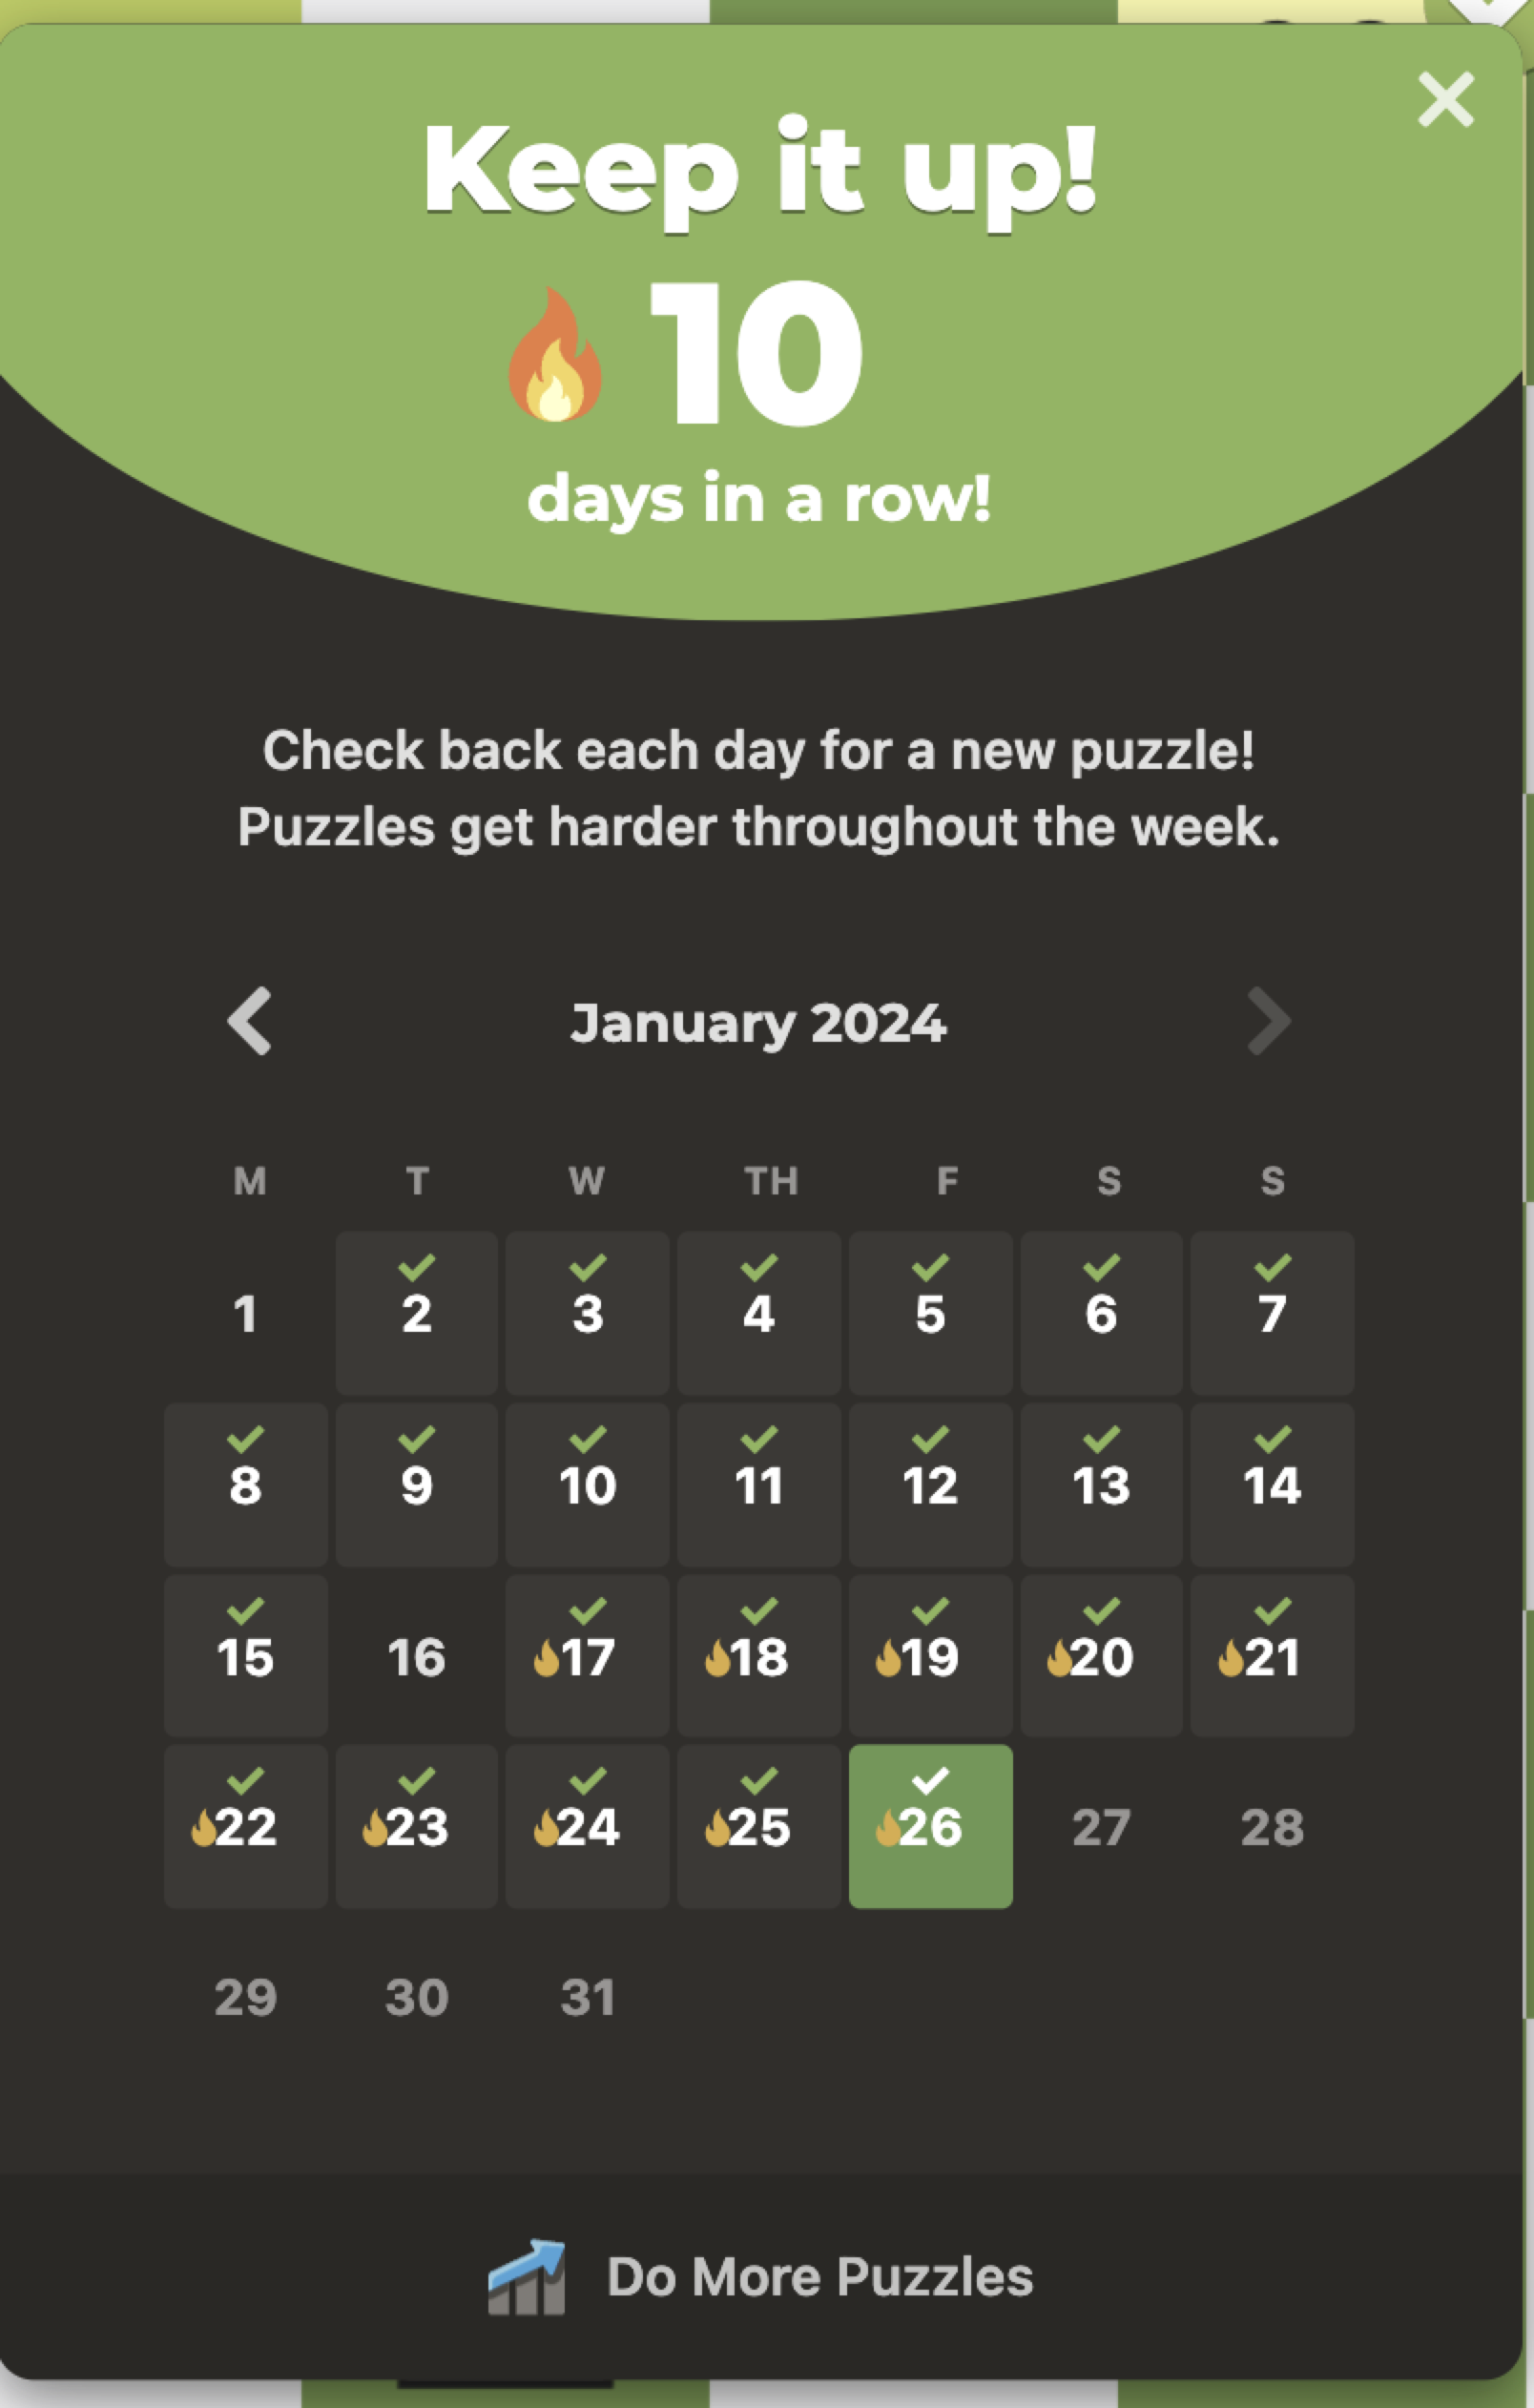 Keep it up!
10
days in a row!
Check back each day for a new puzzle!
Puzzles get harder throughout the week.
January 2024
M T W TH F S S
1 2 3 4 5 6 7
8 9 10 11 12 13 14
15 16 17 18 19 20 21
22 23 24 25 26 27 28
29 30 31
Do More Puzzles